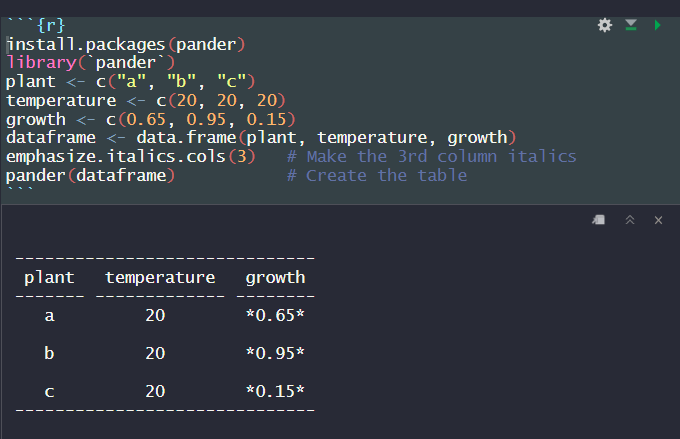 ```{r}
install.packages(pander)
library(`pander`)
plant <- c("a", "b", "c")
temperature <- c(20, 20, 20)
growth <- c(0.65, 0.95, 0.15)
dataframe <- data.frame(plant, temperature, growth)
emphasize.italics.cols(3)   # Make the 3rd column italics
pander(dataframe)           # Create the table
```
------------------------------
 plant   temperature   growth
------- ------------- --------
   a         20        *0.65*
   b         20        *0.95*
   c         20        *0.15*
------------------------------